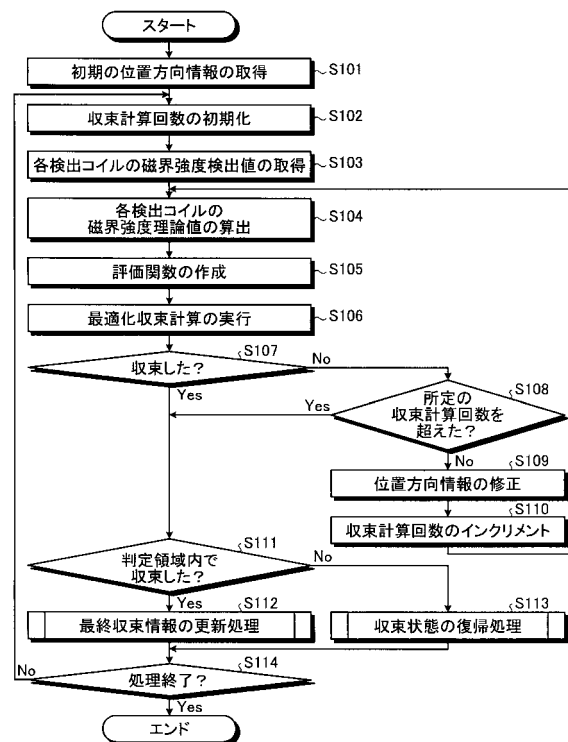 スタート
初期の位置方向情報の取得
S101
収束計算回数の初期化
S102
各検出コイルの磁界強度検出値の取得
S103
各検出コイルの
磁界強度理論値の算出
S104
評価関数の作成
S105
最適化収束計算の実行
S106
収束した?
S107
No
Yes
所定の
収束計算回数を
超えた?
S108
Yes
No
位置方向情報の修正
S109
収束計算回数のインクリメント
S110
判定領域内で
収束した?
S111
No
Yes
最終収束情報の更新処理
S112
収束状態の復帰処理
S113
処理終了?
S114
No
Yes
エンド